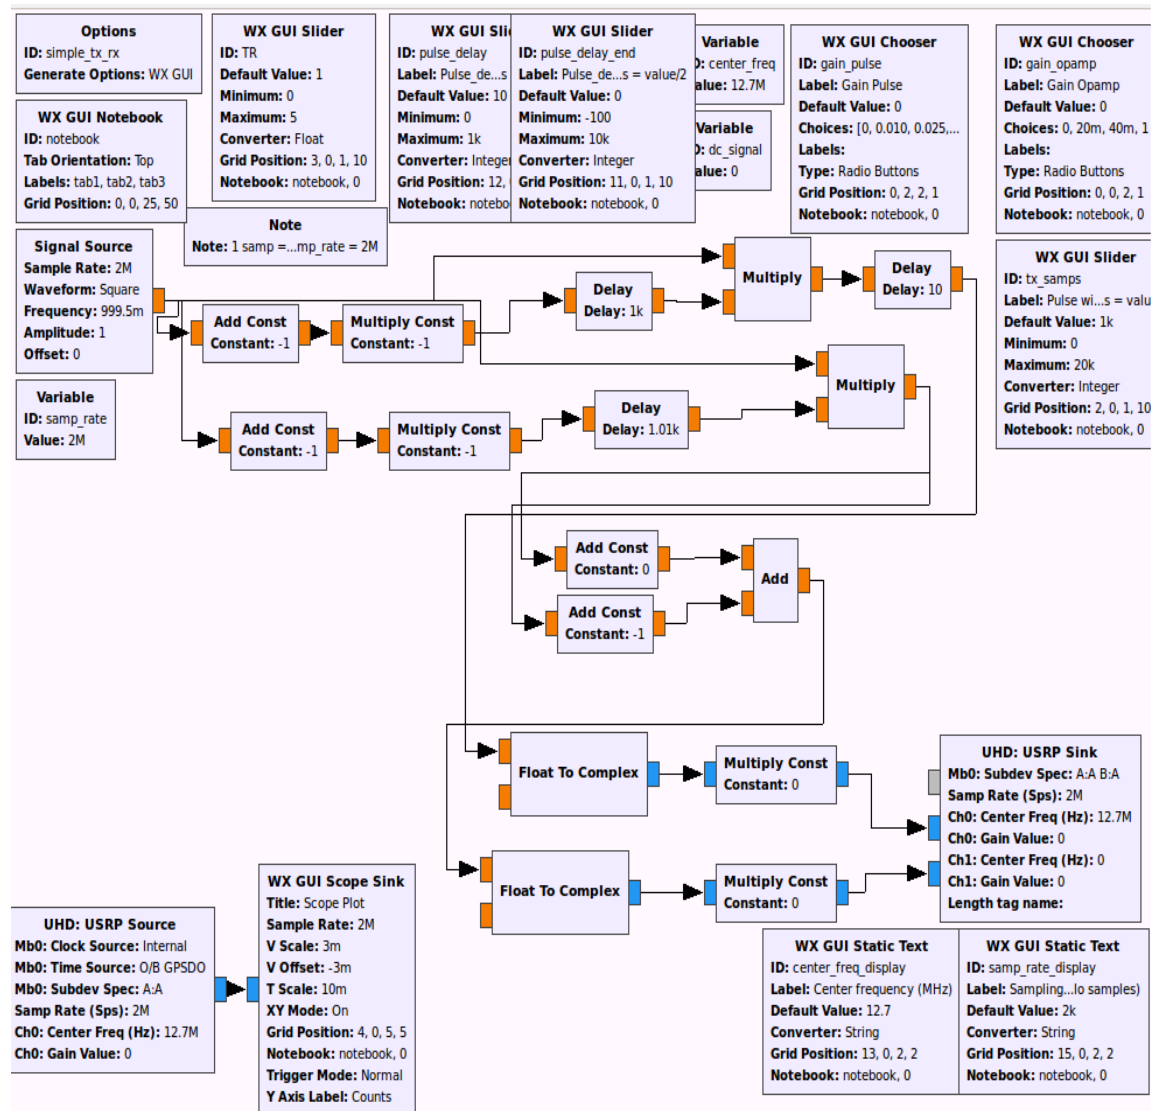 Options
ID: simple_tx_rx
Generate Options: WX GUI
WX GUI Notebook
ID: notebook
Tab Orientation: Top
Labels: tab1, tab2, tab3
Grid Position: 0, 0, 25, 50
WX GUI Slider
ID: TR
Default Value: 1
Minimum: 0
Maximum: 5
Converter: Float
Grid Position: 3, 0, 1, 10
Notebook: notebook, 0
Note
Note: 1 samp =...mp_rate = 2M
WX GUI Sli
ID: pulse_delay
Label: Pulse_de...s
Default Value: 10
Minimum: 0
Maximum: 1k
Converter: Integer
Grid Position: 12,
Notebook: notebo
WX GUI Slider
ID: pulse_delay_end
Label: Pulse_de...s = value/2
Default Value: 0
Minimum: -100
Maximum: 10k
Converter: Integer
Grid Position: 11, 0, 1, 10
Notebook: notebook, 0
Variable
D: center_freq
alue: 12.7M
Variable
D: dc_signal
alue: 0
WX GUI Chooser
ID: gain_pulse
Label: Gain Pulse
Default Value: 0
Choices: [0, 0.010, 0.025,...
Labels:
Type: Radio Buttons
Grid Position: 0, 2, 2, 1
Notebook: notebook, 0
WX GUI Chooser
ID: gain_opamp
Label: Gain Opamp
Default Value: 0
Choices: 0, 20m, 40m, 1
Labels:
Type: Radio Buttons
Grid Position: 0, 0, 2, 1
Notebook: notebook, 0
Signal Source
Sample Rate: 2M
Waveform: Square
Frequency: 999.5m
Amplitude: 1
Offset: 0
Variable
ID: samp_rate
Value: 2M
Add Const
Constant: -1
Multiply Const
Constant: -1
Delay
Delay: 1k
Multiply
Delay
Delay: 10
WX GUI Slider
ID: tx_samps
Label: Pulse wi...s = valu
Default Value: 1k
Minimum: 0
Maximum: 20k
Converter: Integer
Grid Position: 2, 0, 1, 10
Notebook: notebook, 0
Add Const
Constant: -1
Multiply Const
Constant: -1
Delay
Delay: 1.01k
Multiply
Add Const
Constant: 0
Add Const
Constant: -1
Add
Float To Complex
Multiply Const
Constant: 0
Float To Complex
Multiply Const
Constant: 0
UHD: USRP Sink
Mb0: Subdev Spec: A:A B:A
Samp Rate (Sps): 2M
Ch0: Center Freq (Hz): 12.7M
Ch0: Gain Value: 0
Ch1: Center Freq (Hz): 0
Ch1: Gain Value: 0
Length tag name:
UHD: USRP Source
Mb0: Clock Source: Internal
Mb0: Time Source: O/B GPSDO
Mb0: Subdev Spec: A:A
Samp Rate (Sps): 2M
Ch0: Center Freq (Hz): 12.7M
Ch0: Gain Value: 0
WX GUI Scope Sink
Title: Scope Plot
Sample Rate: 2M
V Scale: 3m
V Offset: -3m
T Scale: 10m
XY Mode: On
Grid Position: 4, 0, 5, 5
Notebook: notebook, 0
Trigger Mode: Normal
Y Axis Label: Counts
WX GUI Static Text
ID: center_freq_display
Label: Center frequency (MHz)
Default Value: 12.7
Converter: String
Grid Position: 13, 0, 2, 2
Notebook: notebook, 0
WX GUI Static Text
ID: samp_rate_display
Label: Sampling...lo samples)
Default Value: 2k
Converter: String
Grid Position: 15, 0, 2, 2
Notebook: notebook, 0